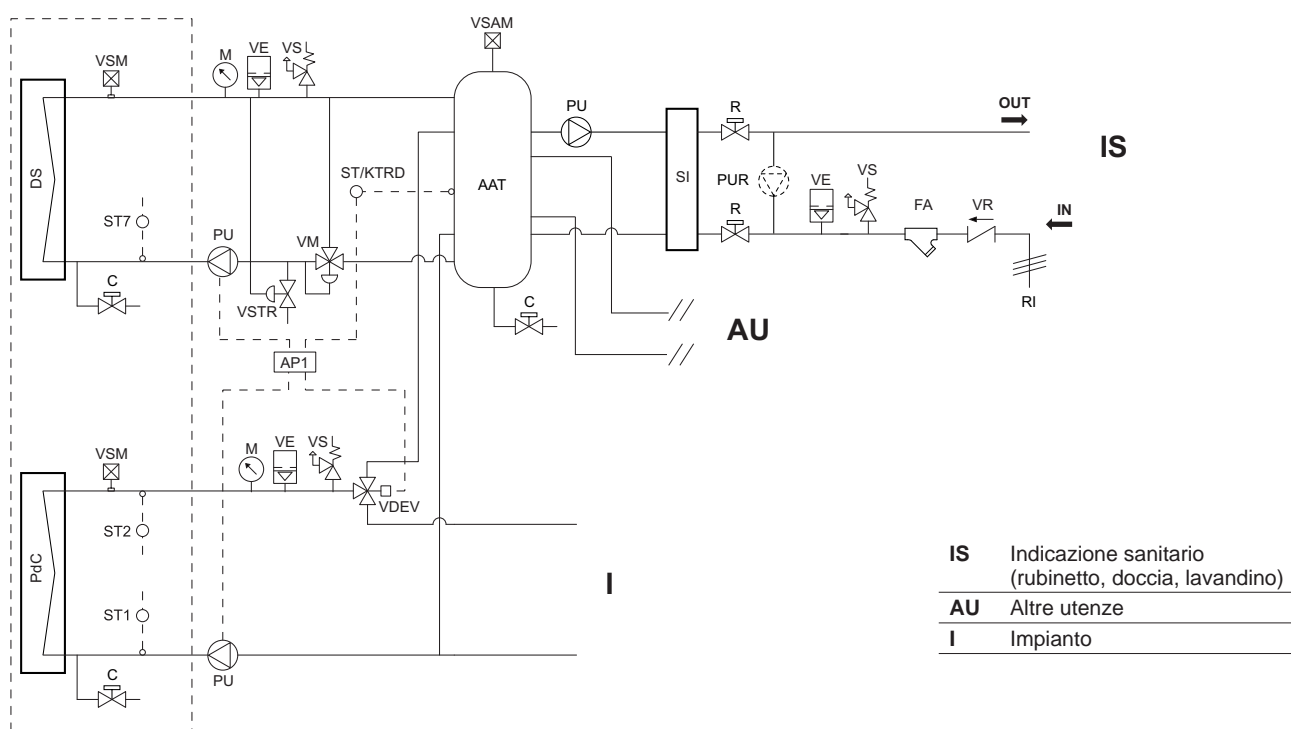 VSAM
VSM
M
VE
VS
PU
R
OUT
IS
DS
ST/KTRD
AAT
SI
PUR
VE
VS
FA
VR
IN
ST7
PU
VM
R
C
VSTR
C
RI
AU
AP1
VSM
M
VE
VS
VDEV
ST2
PdC
I
ST1
C
PU
IS Indicazione sanitario
(rubinetto, doccia, lavandino)
AU Altre utenze
I Impianto